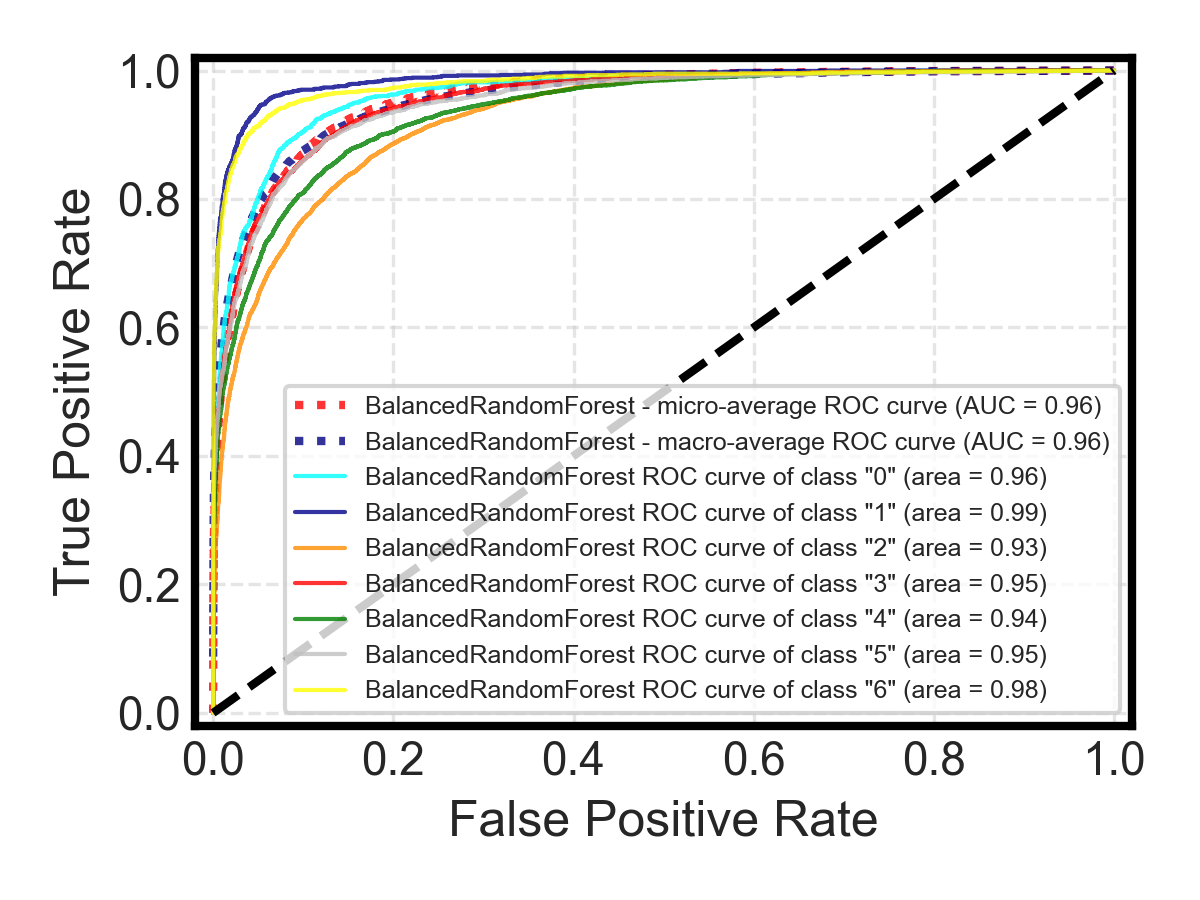 1.0
0.8
0.6
0.4
0.2
0.0
True Positive Rate
BalancedRandomForest - micro-average ROC curve (AUC = 0.96)
BalancedRandomForest - macro-average ROC curve (AUC = 0.96)
BalancedRandomForest ROC curve of class "0" (area = 0.96)
BalancedRandomForest ROC curve of class "1" (area = 0.99)
BalancedRandomForest ROC curve of class "2" (area = 0.93)
BalancedRandomForest ROC curve of class "3" (area = 0.95)
BalancedRandomForest ROC curve of class "4" (area = 0.94)
BalancedRandomForest ROC curve of class "5" (area = 0.95)
BalancedRandomForest ROC curve of class "6" (area = 0.98)
0.0 0.2 0.4 0.6 0.8 1.0
False Positive Rate